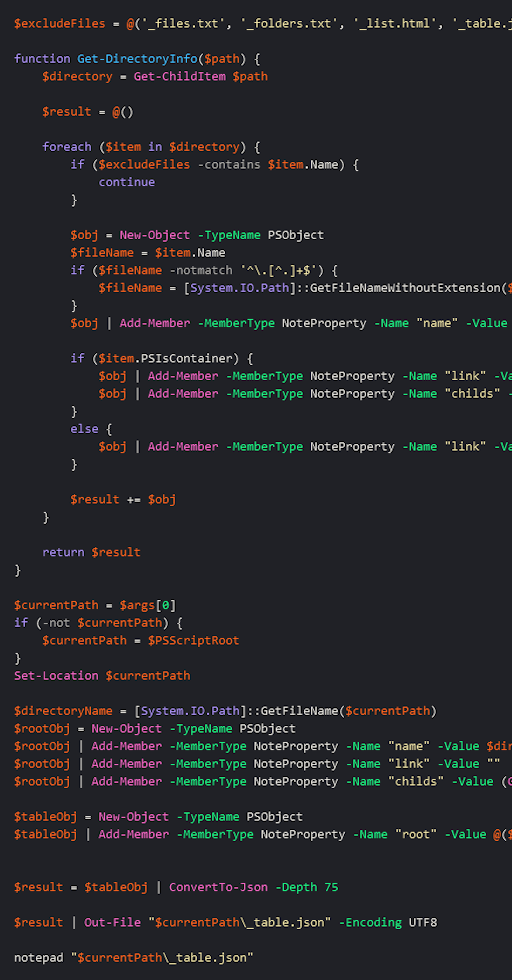 $excludeFiles = @('_files.txt', '_folders.txt', '_list.html', '_table.j
function Get-DirectoryInfo($path) {
    $directory = Get-ChildItem $path
    $result = @()
    foreach ($item in $directory) {
        if ($excludeFiles -contains $item.Name) {
            continue
        }
        $obj = New-Object -TypeName PSObject
        $fileName = $item.Name
        if ($fileName -notmatch '^\.[^.]+$') {
            $fileName = [System.IO.Path]::GetFileNameWithoutExtension($
        }
        $obj | Add-Member -MemberType NoteProperty -Name "name" -Value
        if ($item.PSIsContainer) {
            $obj | Add-Member -MemberType NoteProperty -Name "link" -Va
            $obj | Add-Member -MemberType NoteProperty -Name "childs" -
        }
        else {
            $obj | Add-Member -MemberType NoteProperty -Name "link" -Va
        }
        $result += $obj
    }
    return $result
}
$currentPath = $args[0]
if (-not $currentPath) {
    $currentPath = $PSScriptRoot
}
Set-Location $currentPath
$directoryName = [System.IO.Path]::GetFileName($currentPath)
$rootObj = New-Object -TypeName PSObject
$rootObj | Add-Member -MemberType NoteProperty -Name "name" -Value $dir
$rootObj | Add-Member -MemberType NoteProperty -Name "link" -Value ""
$rootObj | Add-Member -MemberType NoteProperty -Name "childs" -Value (G
$tableObj = New-Object -TypeName PSObject
$tableObj | Add-Member -MemberType NoteProperty -Name "root" -Value @($
$result = $tableObj | ConvertTo-Json -Depth 75
$result | Out-File "$currentPath\_table.json" -Encoding UTF8
notepad "$currentPath\_table.json"